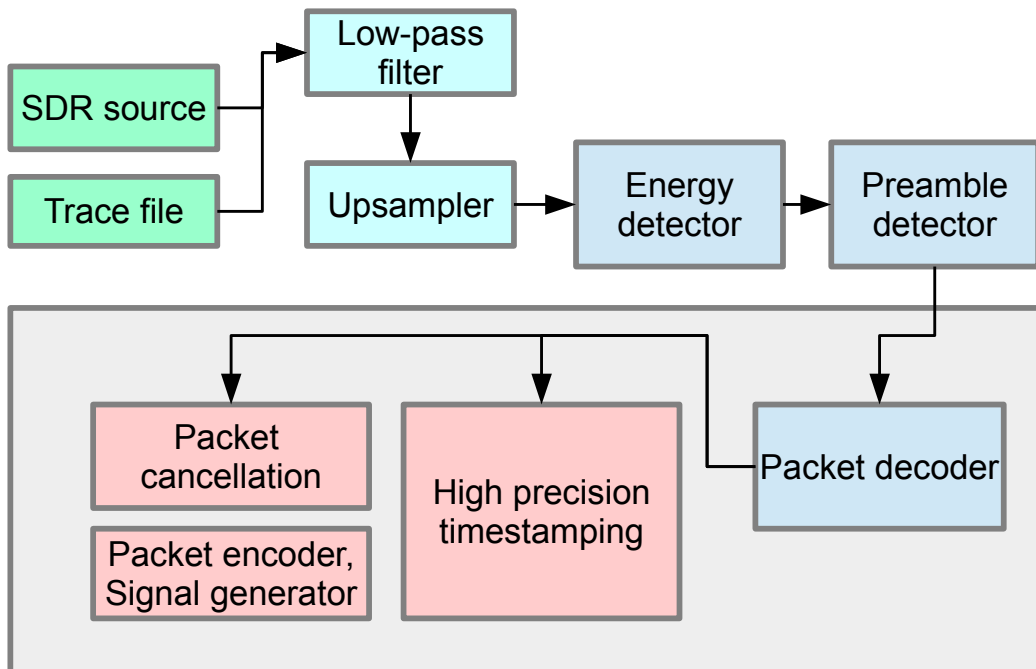 Low-pass
filter
SDR source
Trace file
Upsampler
Energy
detector
Preamble
detector
Packet
cancellation
High precision
timestamping
Packet decoder
Packet encoder,
Signal generator